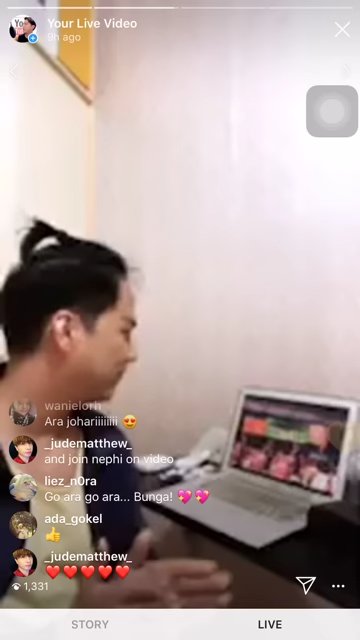 Your Live Video
9h ago
wanielorh
Ara johariiiiiiii 😍
_judematthew_
and join nephi on video
liez_n0ra
Go ara go ara... Bunga! 💖💖
ada_gokel
👍
_judematthew_
❤️❤️❤️❤️❤️
1,331
STORY
LIVE